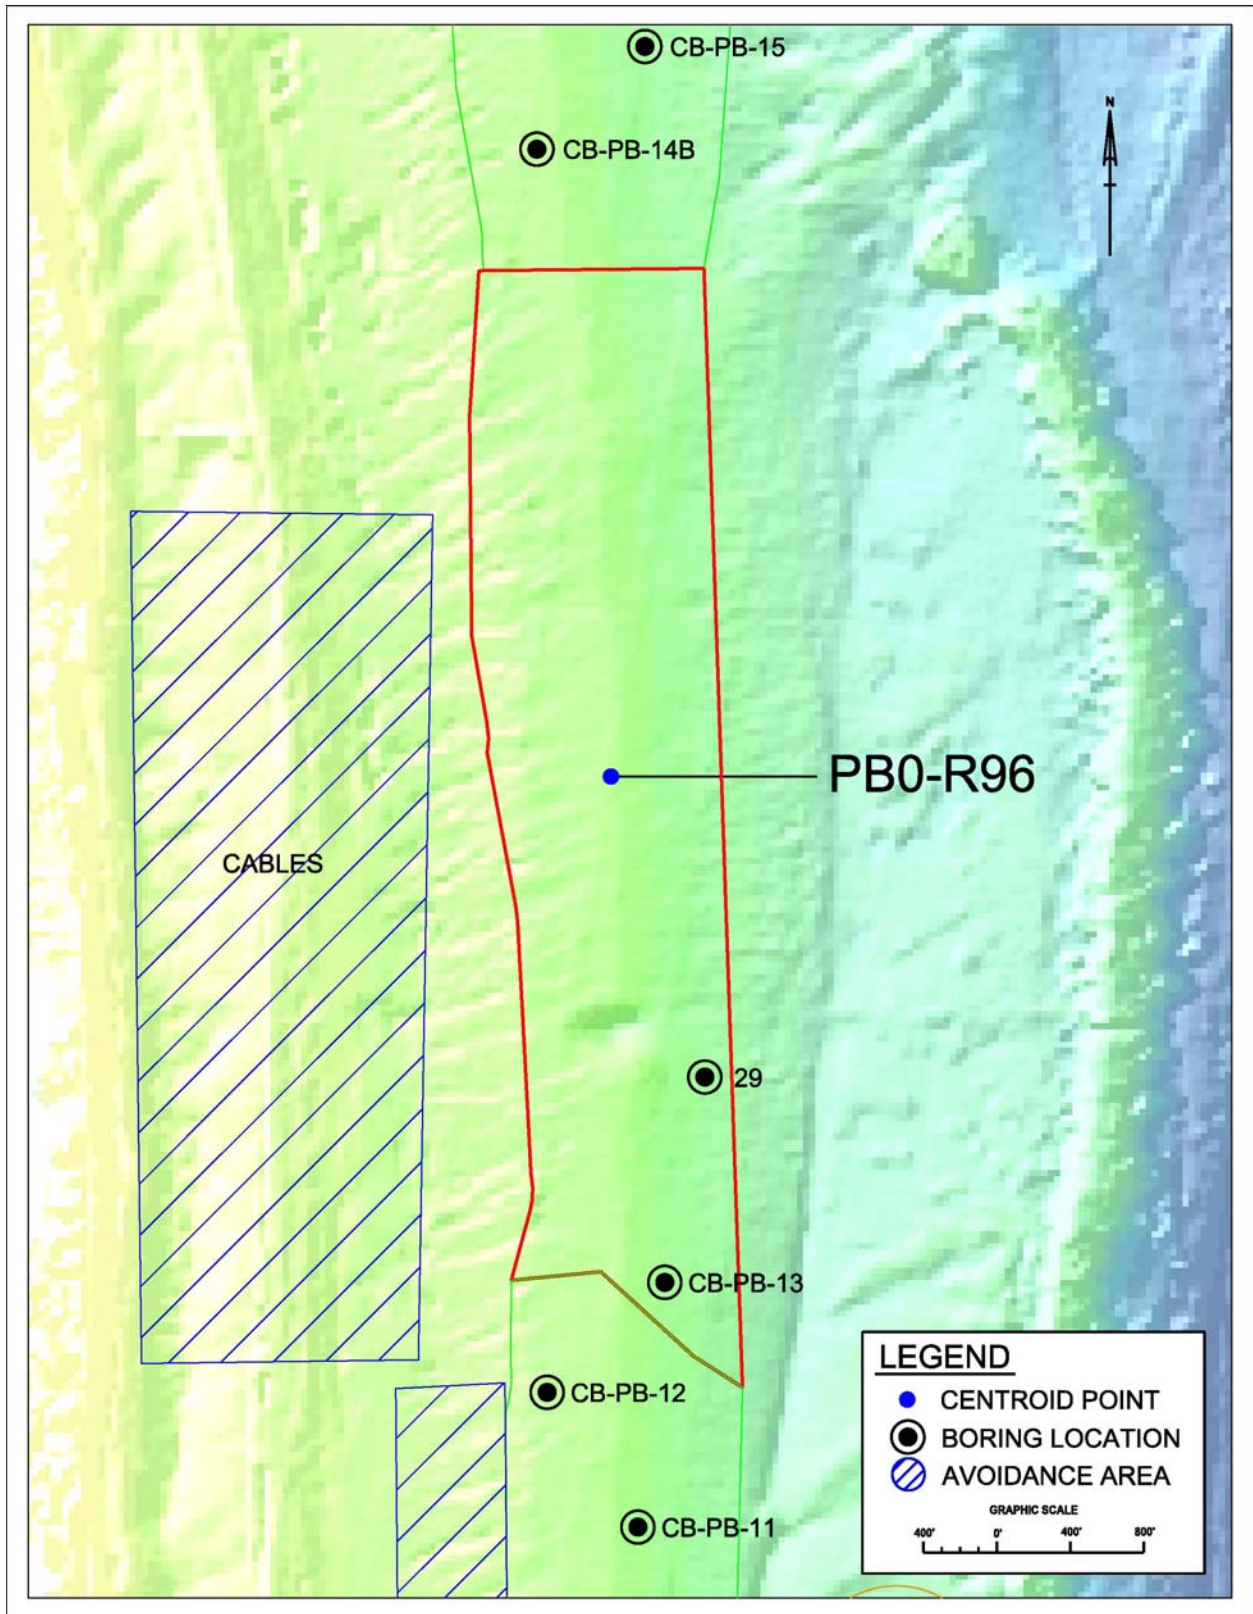 CB-PB-15
N
CB-PB-14B
PB0-R96
CABLES
29
CB-PB-13
CB-PB-12
CB-PB-11
LEGEND
CENTROID POINT
BORING LOCATION
AVOIDANCE AREA
GRAPHIC SCALE
400' 0' 400' 800'